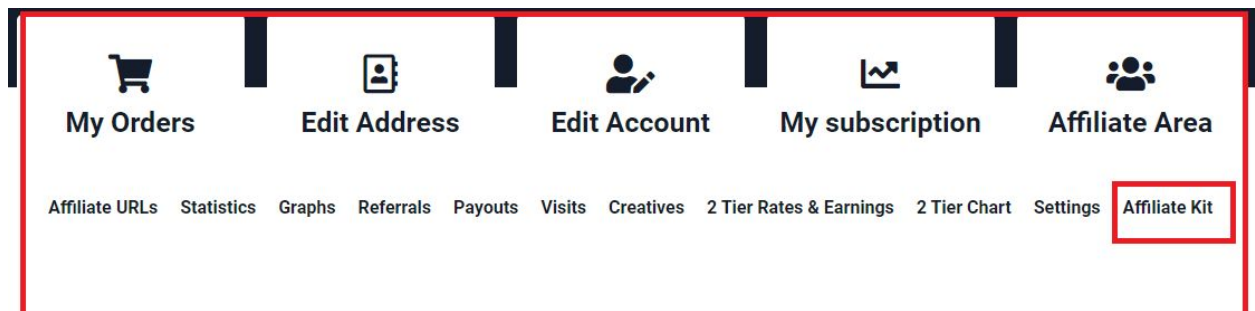 My Orders Edit Address Edit Account My subscription Affiliate Area
Affiliate URLs Statistics Graphs Referrals Payouts Visits Creatives 2 Tier Rates & Earnings 2 Tier Chart Settings Affiliate Kit